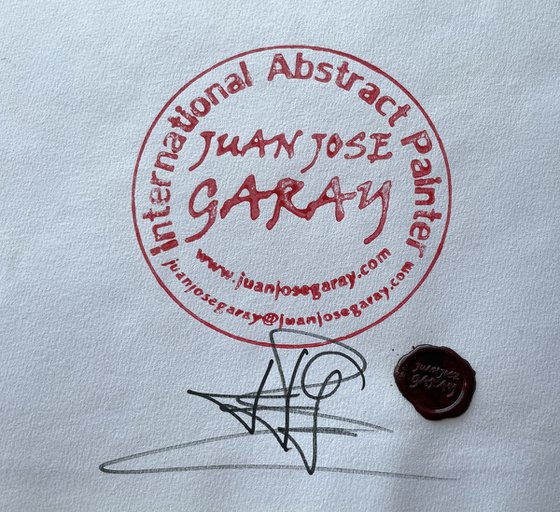 International Abstract Painter
JUAN JOSE
GARAY
www.juanjosegaray.com
juanjosegaray@juanjosegaray.com